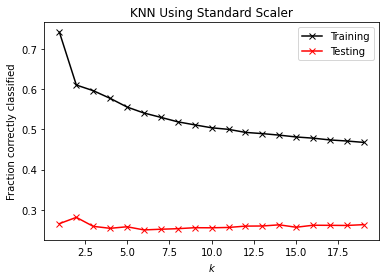 KNN Using Standard Scaler
Training
Testing
Fraction correctly classified
0.7
0.6
0.5
0.4
0.3
2.5 5.0 7.5 10.0 12.5 15.0 17.5
k